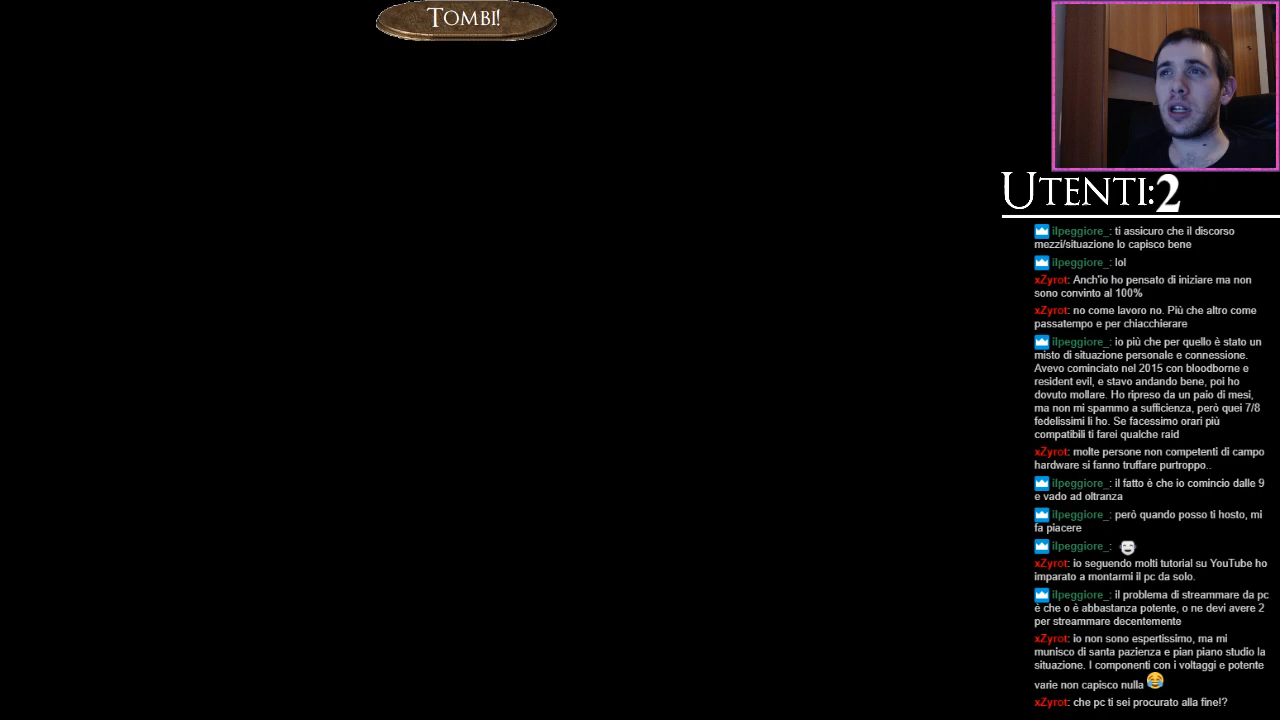 Tombi!
Utenti:2
ilpeggiore_: ti assicuro che il discorso
mezzi/situazione lo capisco bene
ilpeggiore_: lol
xZyrot: Anch'io ho pensato di iniziare ma non
sono convinto al 100%
xZyrot: no come lavoro no. Più che altro come
passatempo e per chiacchierare
ilpeggiore_: io più che per quello è stato un
misto di situazione personale e connessione.
Avevo cominciato nel 2015 con bloodborne e
resident evil, e stavo andando bene, poi ho
dovuto mollare. Ho ripreso da un paio di mesi,
ma non mi spammo a sufficienza, però quei 7/8
fedelissimi li ho. Se facessimo orari più
compatibili ti farei qualche raid
xZyrot: molte persone non competenti di campo
hardware si fanno truffare purtroppo..
ilpeggiore_: il fatto è che io comincio dalle 9
e vado ad oltranza
ilpeggiore_: però quando posso ti hosto, mi
fa piacere
ilpeggiore_:
xZyrot: io seguendo molti tutorial su YouTube ho
imparato a montarmi il pc da solo.
ilpeggiore_: il problema di streammare da pc
è che o è abbastanza potente, o ne devi avere 2
per streammare decentemente
xZyrot: io non sono espertissimo, ma mi
munisco di santa pazienza e pian piano studio la
situazione. I componenti con i voltaggi e potente
varie non capisco nulla 😂
xZyrot: che pc ti sei procurato alla fine!?